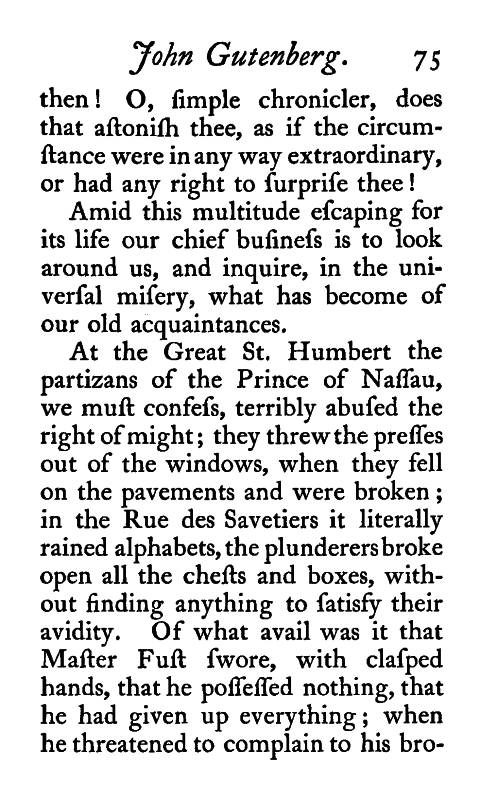 John Gutenberg. 75
then! O, ſimple chronicler, does
that aſtoniſh thee, as if the circum-
ſtance were in any way extraordinary,
or had any right to ſurpriſe thee!
Amid this multitude eſcaping for
its life our chief buſineſs is to look
around us, and inquire, in the uni-
verſal miſery, what has become of
our old acquaintances.
At the Great St. Humbert the
partizans of the Prince of Naſſau,
we muſt confeſs, terribly abuſed the
right of might; they threw the preſſes
out of the windows, when they fell
on the pavements and were broken;
in the Rue des Savetiers it literally
rained alphabets, the plunderers broke
open all the cheſts and boxes, with-
out finding anything to ſatisfy their
avidity. Of what avail was it that
Maſter Fuſt ſwore, with claſped
hands, that he poſſeſſed nothing, that
he had given up everything; when
he threatened to complain to his bro-